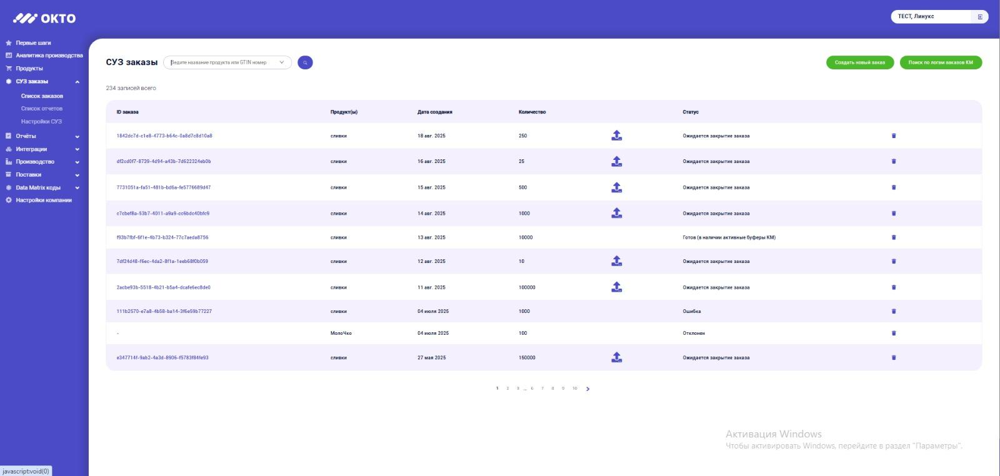 ОКТО
ТЕСТ, Линукс
Первые шаги
Аналитика производства
Продукты
СУЗ заказы
Список заказов
Список отчетов
Настройки СУЗ
Отчёты
Интеграции
Производство
Поставки
Data Matrix коды
Настройки компании
СУЗ заказы
Ведите название продукта или GTIN номер
Создать новый заказ
Поиск по логам заказов КМ
234 записей всего
ID заказа Продукт(ы) Дата создания Количество Статус
1842dc7d-c1e8-4773-b64c-0a8d7c8d10a8 сливки 18 авг. 2025 250 Ожидается закрытие заказа
df2cd0f7-8739-4d94-a43b-7d622324eb0b сливки 16 авг. 2025 25 Ожидается закрытие заказа
7731051a-fa51-481b-bd6a-fe5776689d47 сливки 15 авг. 2025 500 Ожидается закрытие заказа
c7cbef8a-53b7-4011-a9a9-cc6bdc40bfc9 сливки 14 авг. 2025 1000 Ожидается закрытие заказа
f93b7fbf-6f1e-4b73-b324-77c7aeda8756 сливки 13 авг. 2025 10000 Готов (в наличии активные буферы КМ)
7df24d48-f6ec-4da2-8f1a-1eeb68f0b059 сливки 12 авг. 2025 10 Ожидается закрытие заказа
2acbe93b-5518-4b21-b5a4-dcafe6ec8de0 сливки 11 авг. 2025 100000 Ожидается закрытие заказа
111b2570-e7a8-4b58-ba14-3f6e59b77227 сливки 04 июля 2025 1000 Ошибка
- МолоЧко 04 июля 2025 100 Отклонен
e347714f-9ab2-4a3d-8906-f5783f84fe93 сливки 27 мая 2025 150000 Ожидается закрытие заказа
1 2 3 ... 6 7 8 9 10
Активация Windows
Чтобы активировать Windows, перейдите в раздел "Параметры".
javascript:void(0)